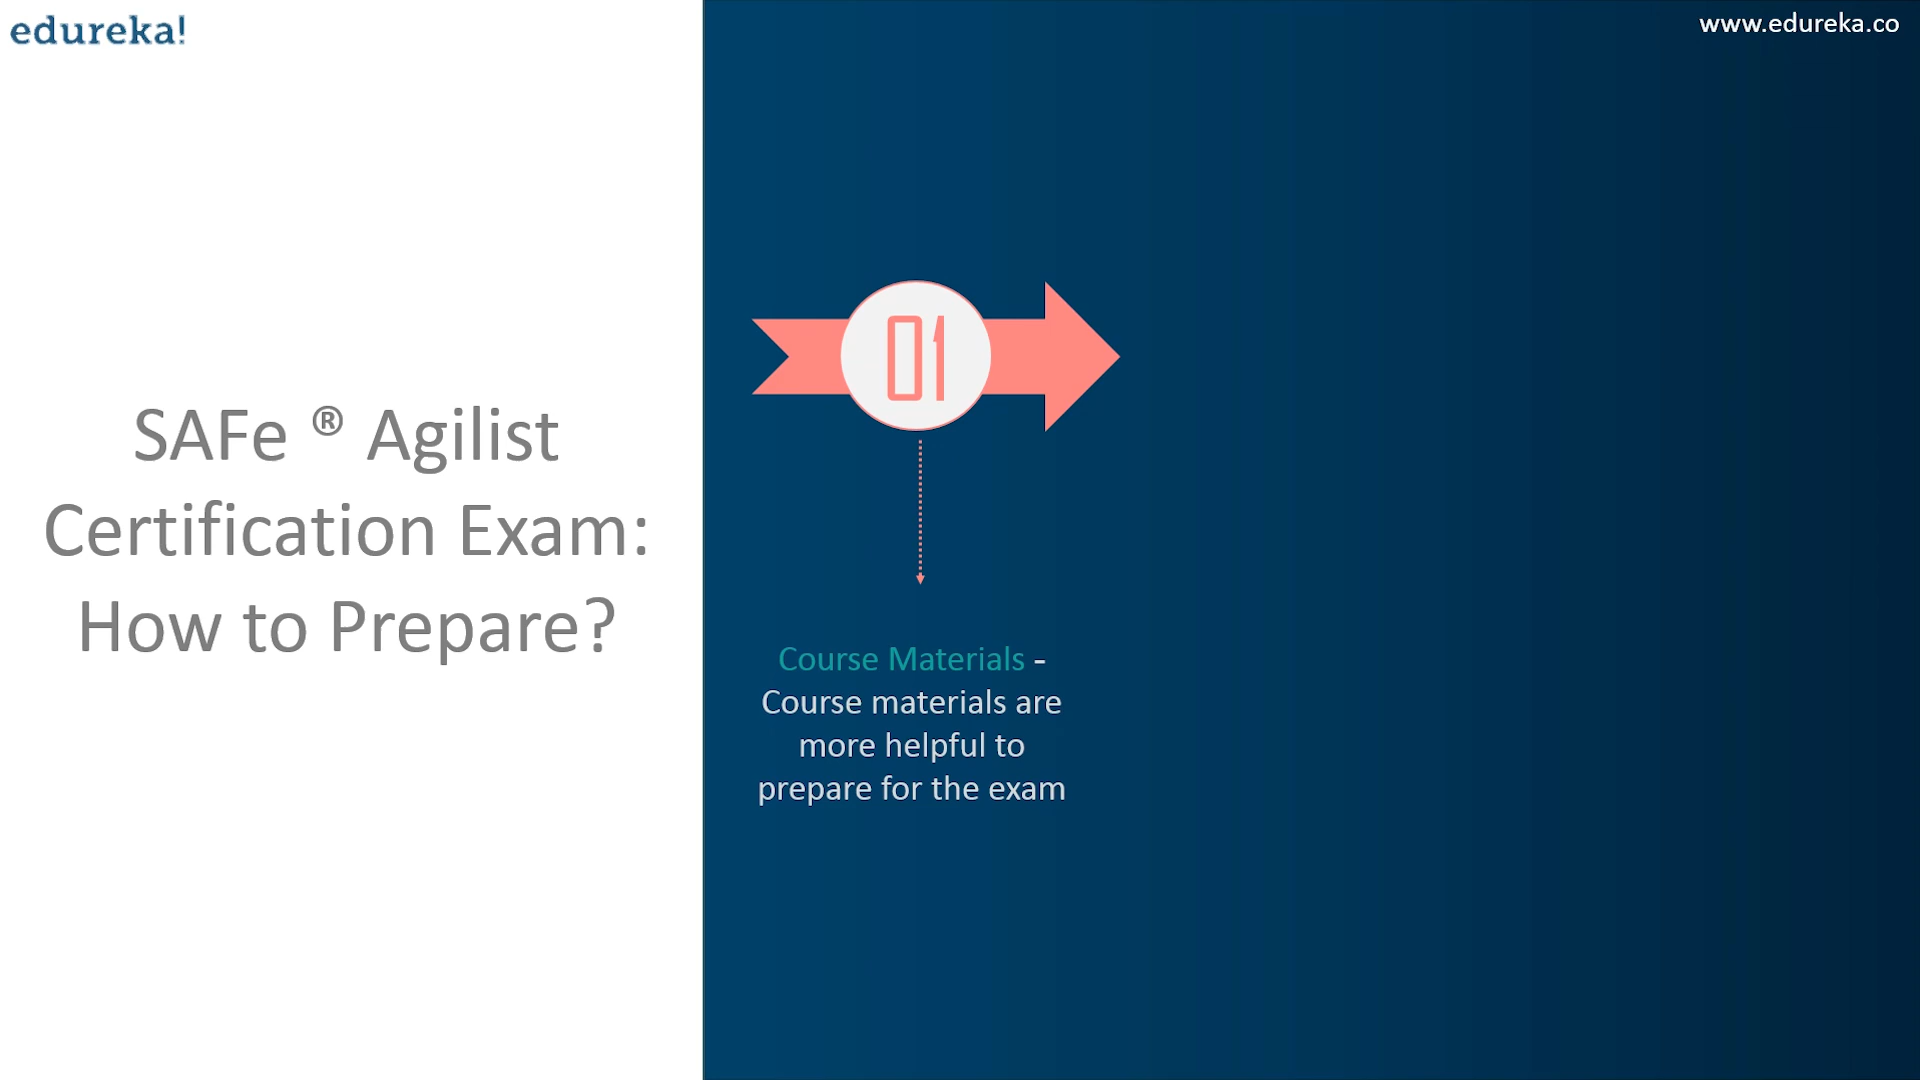 edureka!
www.edureka.co
SAFe ® Agilist
Certification Exam:
How to Prepare?
01
Course Materials -
Course materials are
more helpful to
prepare for the exam